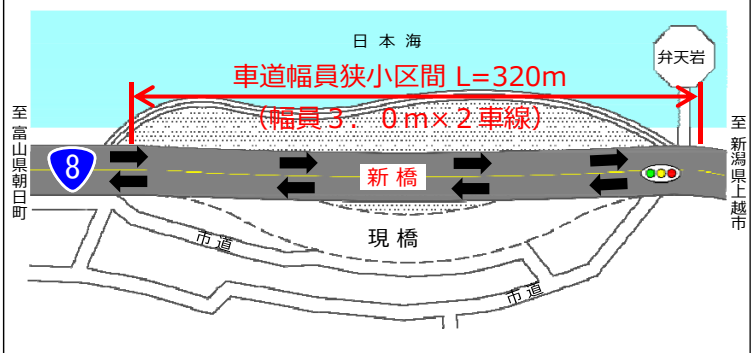 日本海
弁天岩
車道幅員狭小区間 L=320m
(幅員3.0m×2車線)
至 富山県朝日町
至 新潟県上越市
8
新橋
現橋
市道
市道